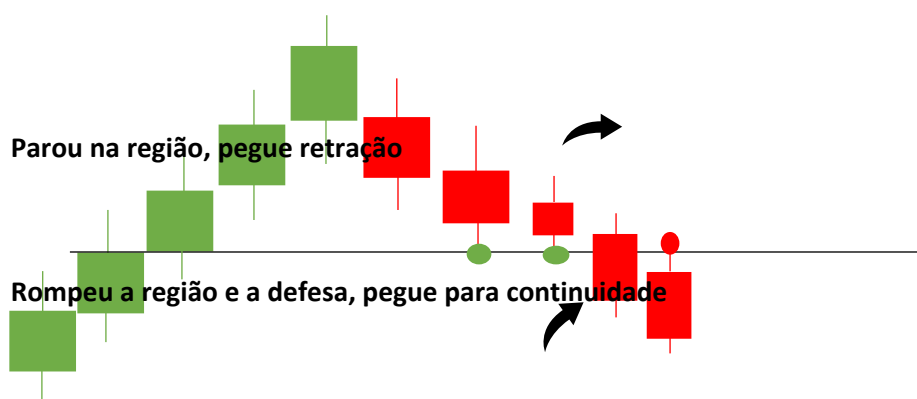 Parou na região, pegue retração
Rompeu a região e a defesa, pegue para continuidade